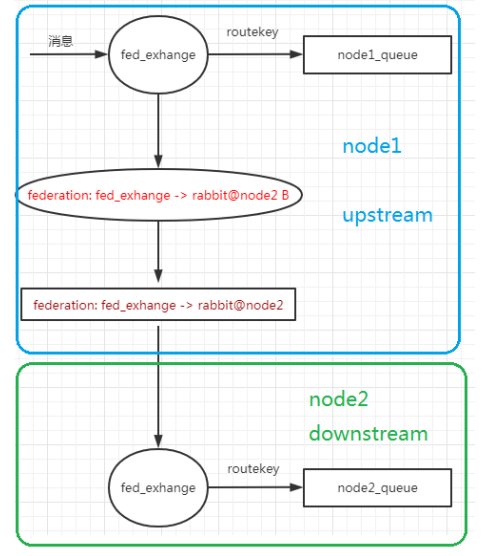 消息
fed_exhange
routekey
node1_queue
node1
upstream
federation: fed_exhange -> rabbit@node2 B
federation: fed_exhange -> rabbit@node2
node2
downstream
fed_exhange
routekey
node2_queue